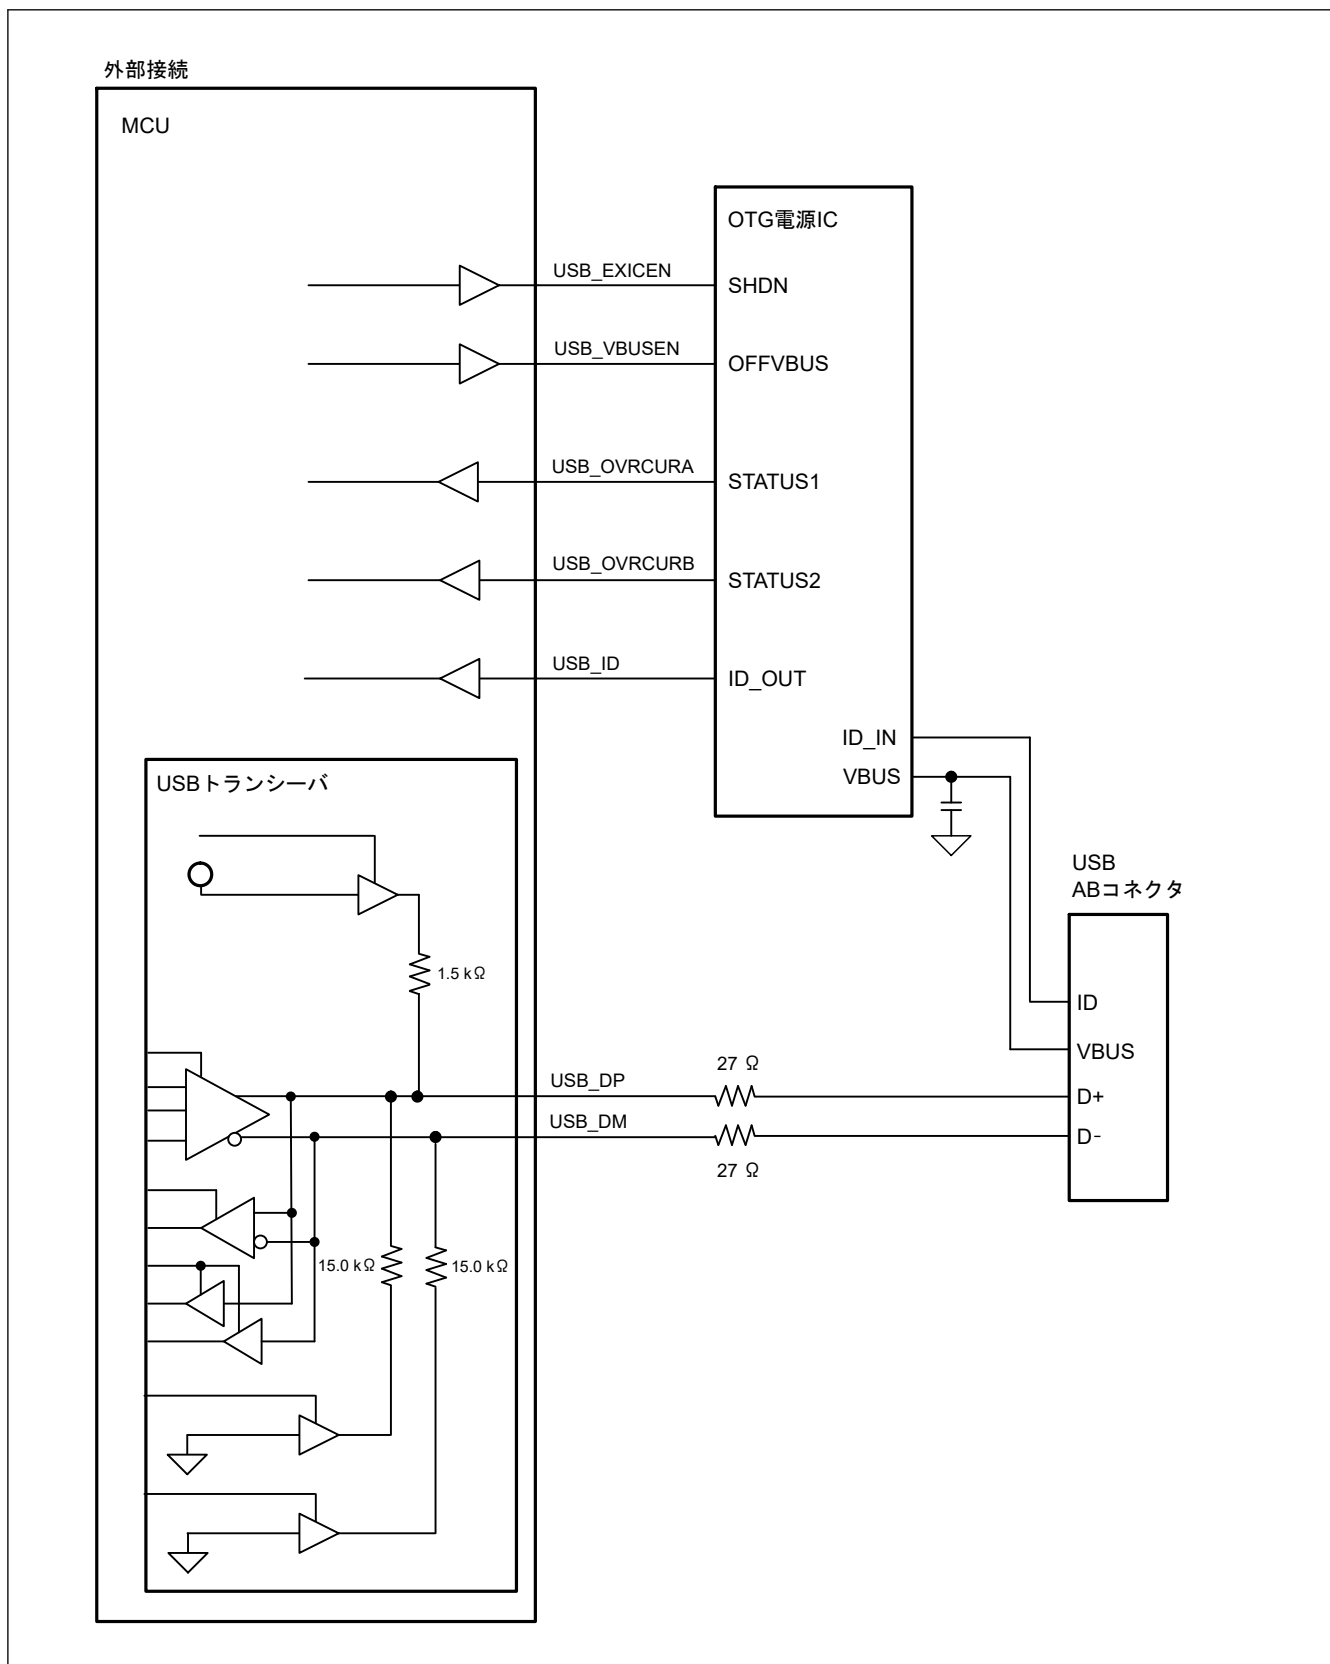 外部接続
MCU
OTG電源IC
USB_EXICEN
SHDN
USB_VBUSEN
OFFVBUS
USB_OVRCURA
STATUS1
USB_OVRCURB
STATUS2
USB_ID
ID_OUT
ID_IN
VBUS
USBトランシーバ
USB
ABコネクタ
1.5 kΩ
ID
VBUS
27 Ω
USB_DP
D+
USB_DM
D-
27 Ω
15.0 kΩ
15.0 kΩ